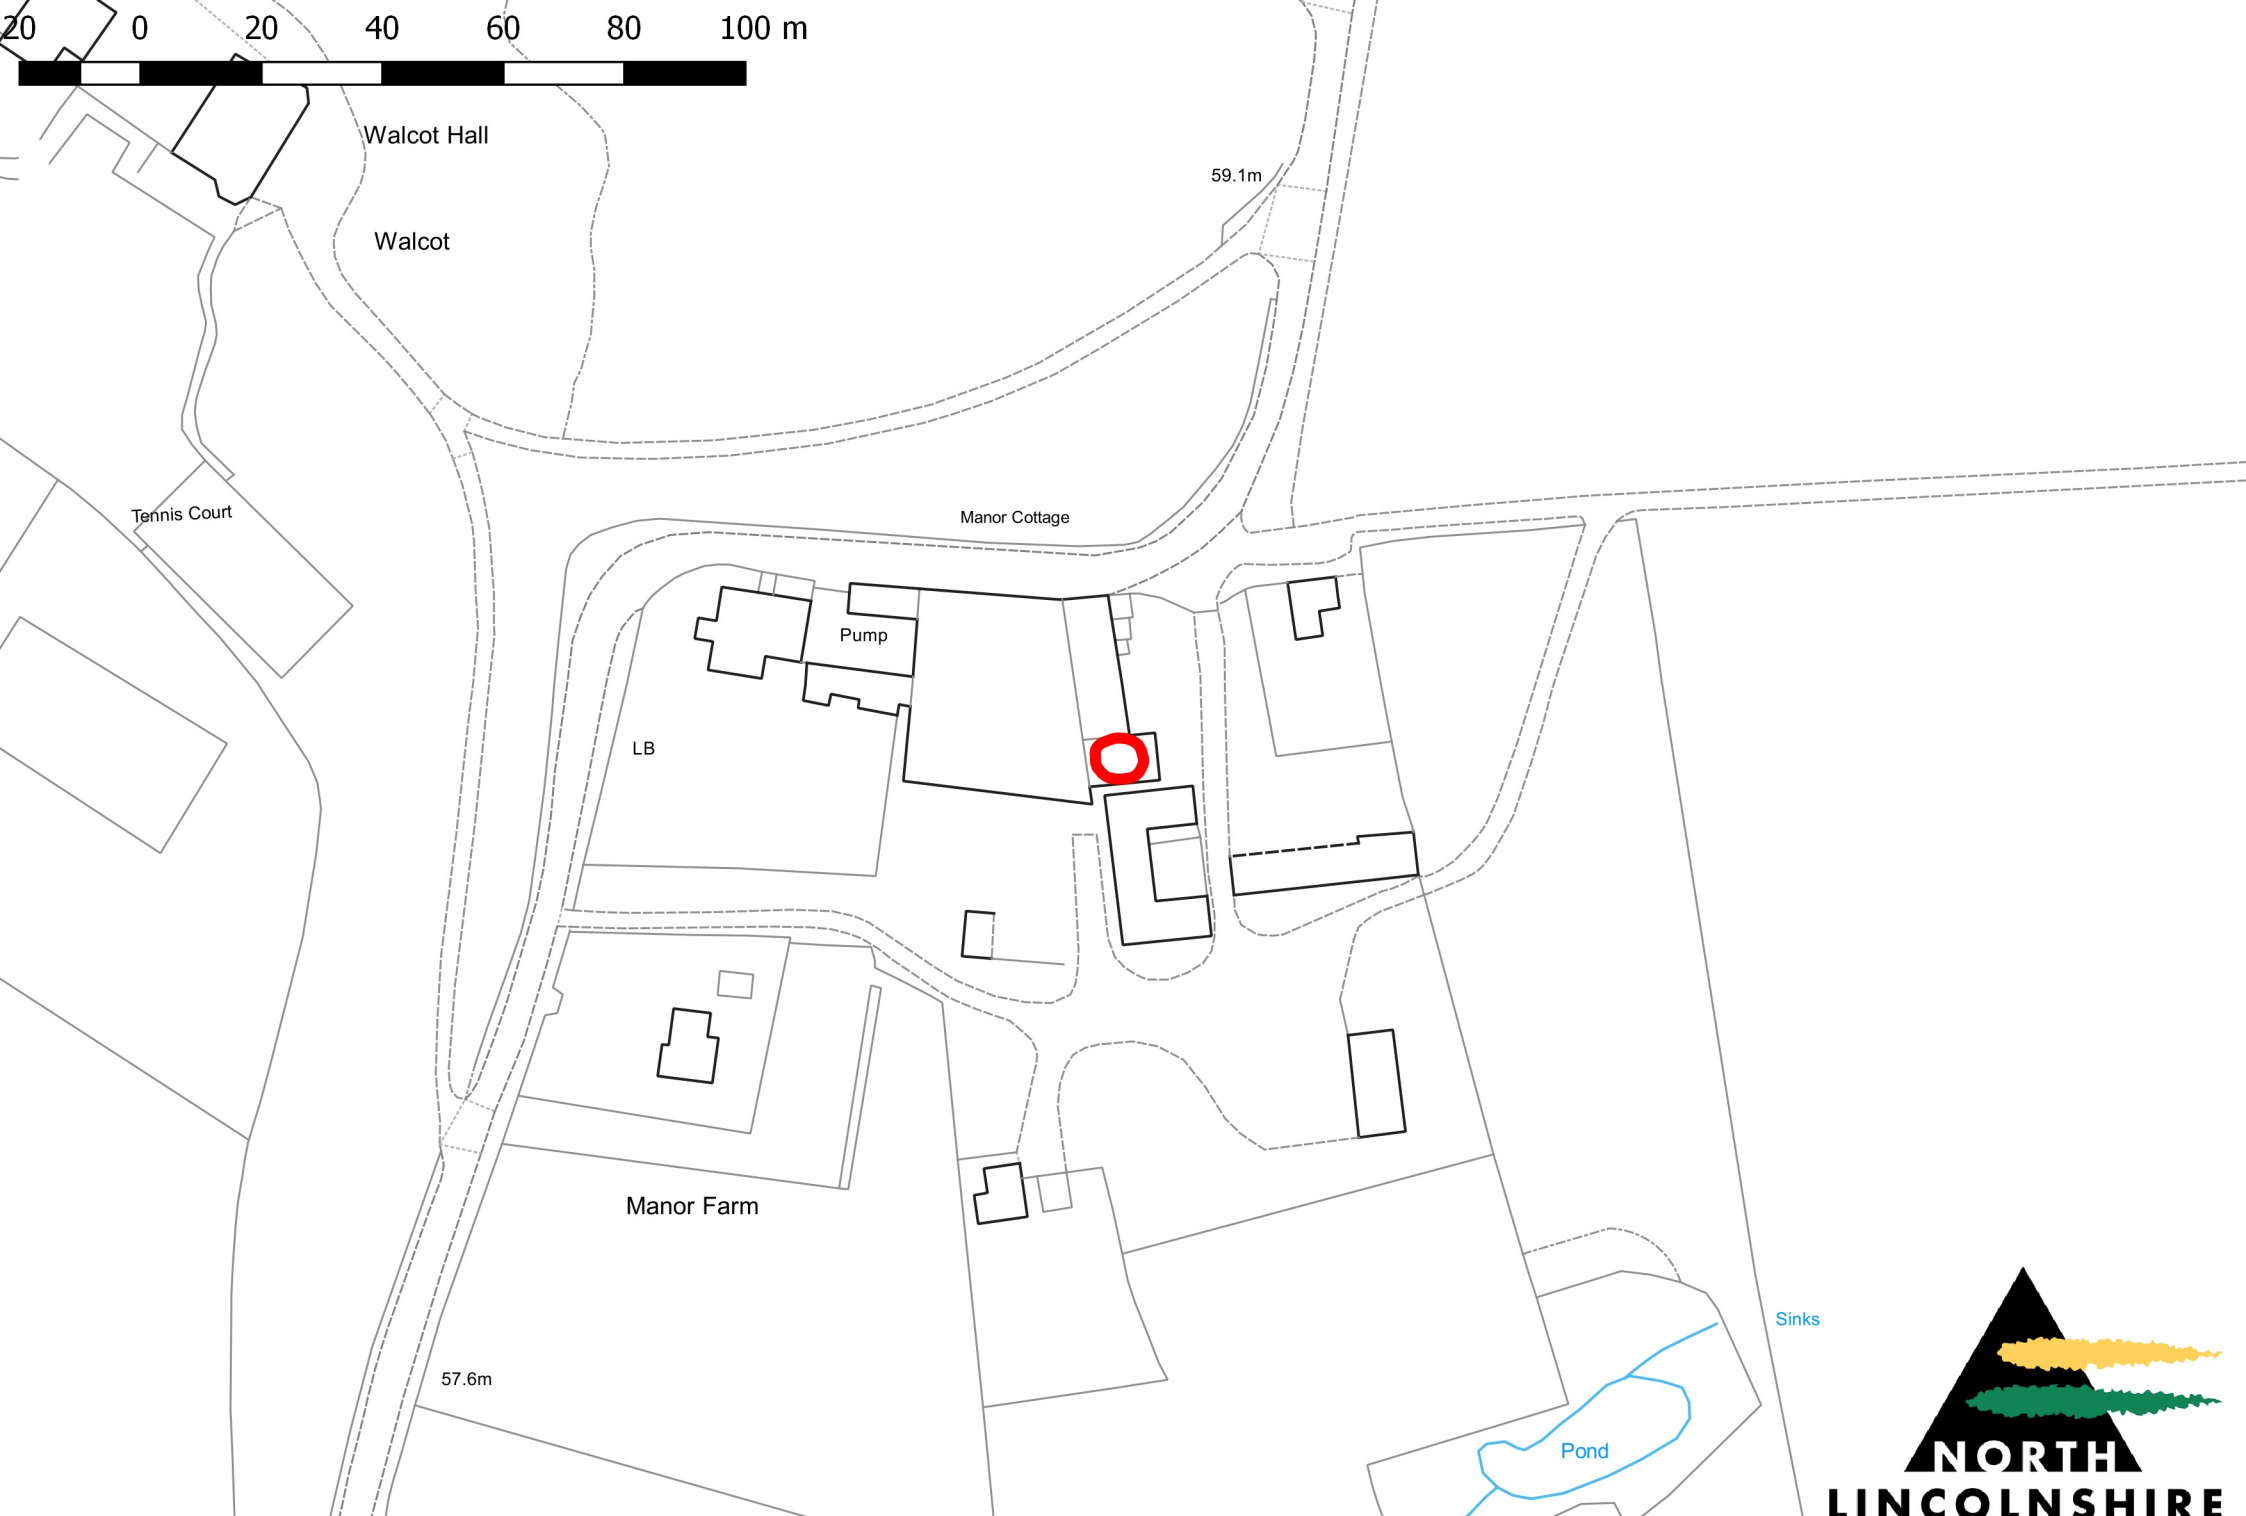 20 0 20 40 60 80 100 m
Walcot Hall
59.1m
Walcot
Tennis Court
Manor Cottage
Pump
LB
Manor Farm
Sinks
57.6m
Pond
NORTH
LINCOLNSHIRE